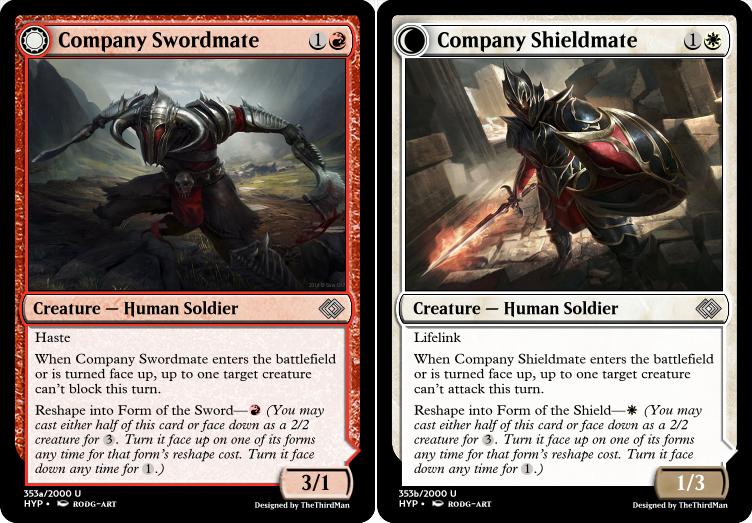 Company Swordmate 1
Haste
When Company Swordmate enters the battlefield
or is turned face up, up to one target creature
can't block this turn.
Reshape into Form of the Sword— (You may
cast either half of this card or face down as a 2/2
creature for 3. Turn it face up on one of its forms
any time for that form's reshape cost. Turn it face
down any time for 1.)
Creature — Human Soldier
3/1
353a/2000 U
HYP • RODG-ART
Designed by TheThirdMan
Company Shieldmate 1
Creature — Human Soldier
Lifelink
When Company Shieldmate enters the battlefield
or is turned face up, up to one target creature
can't attack this turn.
Reshape into Form of the Shield— (You may
cast either half of this card or face down as a 2/2
creature for 3. Turn it face up on one of its forms
any time for that form's reshape cost. Turn it face
down any time for 1.)
1/3
353b/2000 U
HYP • RODG-ART
Designed by TheThirdMan